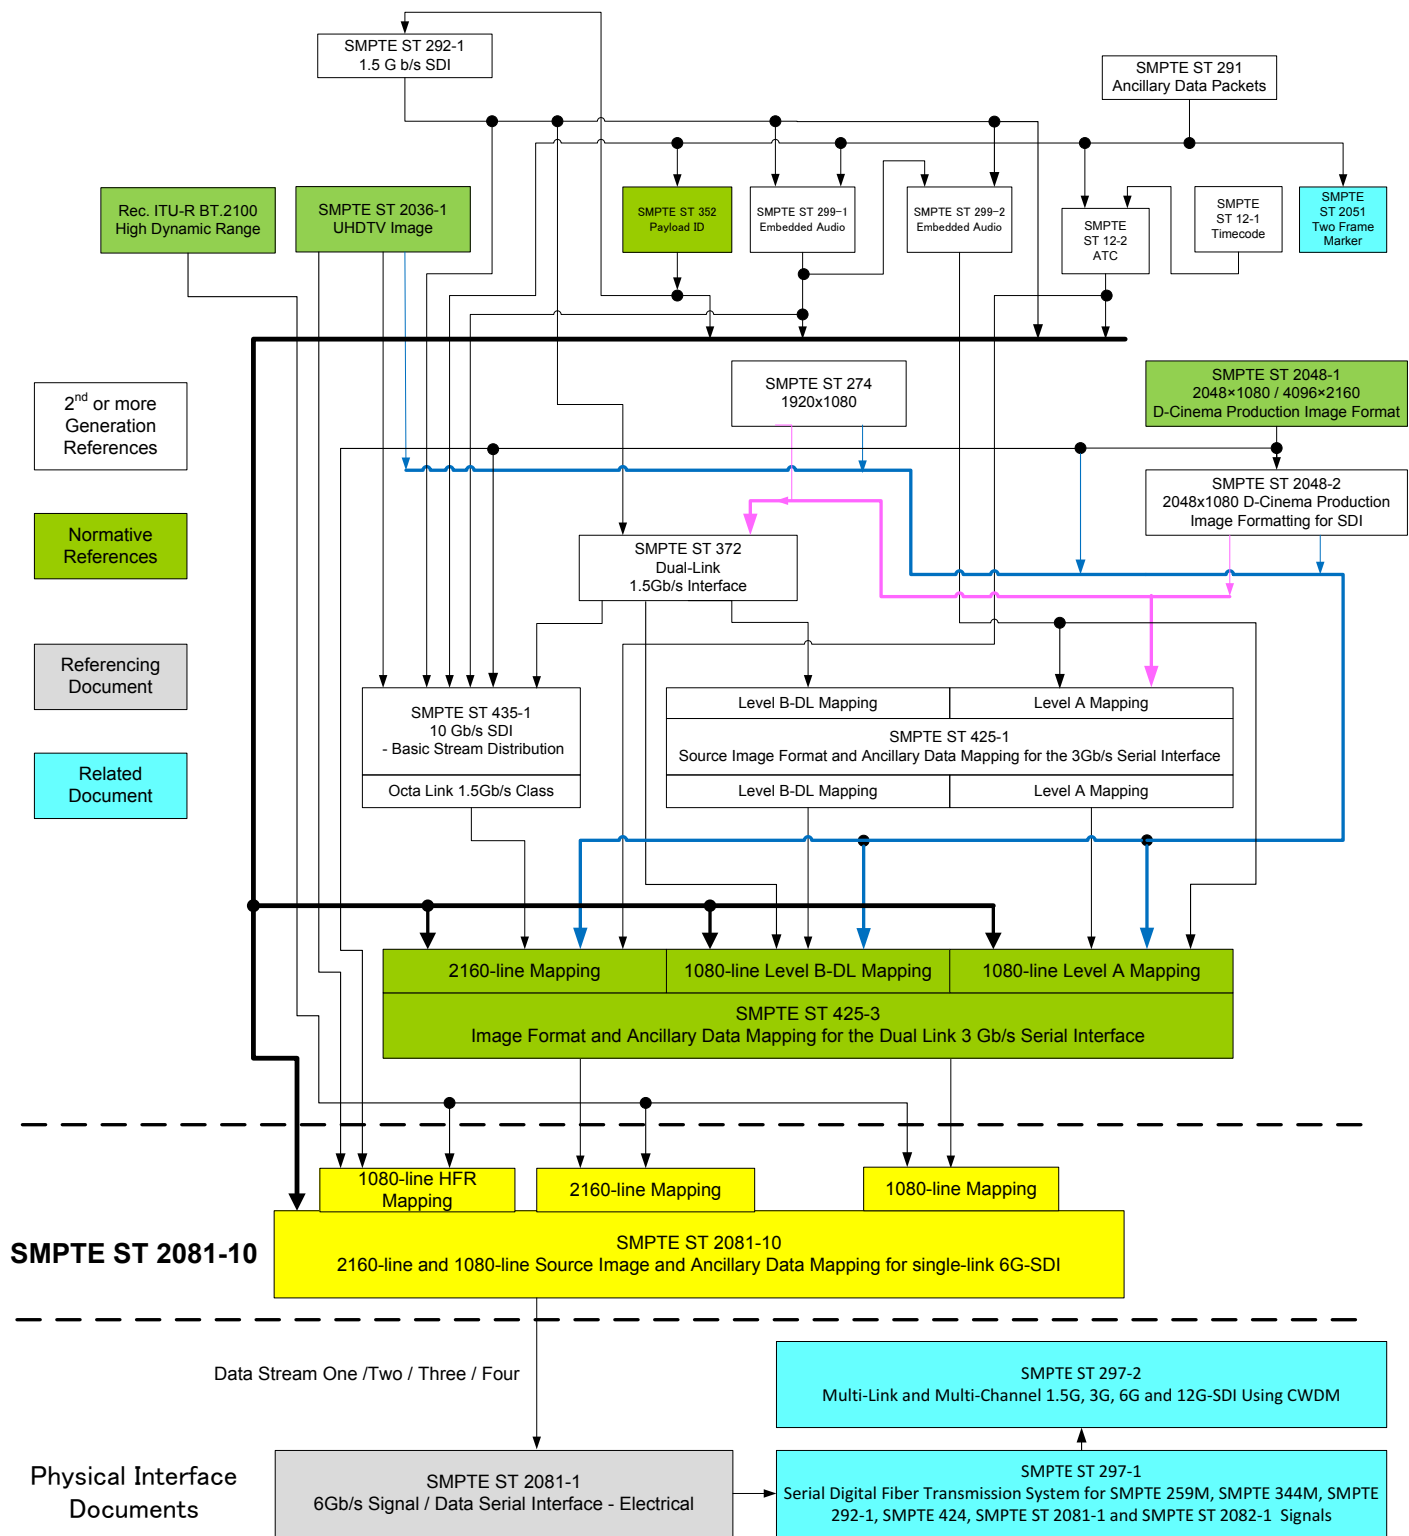 SMPTE ST 292-1
1.5 G b/s SDI
SMPTE ST 291
Ancillary Data Packets
Rec. ITU-R BT.2100
High Dynamic Range
SMPTE ST 2036-1
UHDTV Image
SMPTE ST 352
Payload ID
SMPTE ST 299-1
Embedded Audio
SMPTE ST 299-2
Embedded Audio
SMPTE
ST 12-2
ATC
SMPTE
ST 12-1
Timecode
SMPTE
ST 2051
Two Frame
Marker
2nd or more
Generation
References
SMPTE ST 274
1920x1080
SMPTE ST 2048-1
2048×1080 / 4096×2160
D-Cinema Production Image Format
SMPTE ST 2048-2
2048x1080 D-Cinema Production
Image Formatting for SDI
Normative
References
SMPTE ST 372
Dual-Link
1.5Gb/s Interface
Referencing
Document
SMPTE ST 435-1
10 Gb/s SDI
- Basic Stream Distribution
Octa Link 1.5Gb/s Class
Level B-DL Mapping
Level A Mapping
SMPTE ST 425-1
Source Image Format and Ancillary Data Mapping for the 3Gb/s Serial Interface
Level B-DL Mapping
Level A Mapping
Related
Document
2160-line Mapping
1080-line Level B-DL Mapping
1080-line Level A Mapping
SMPTE ST 425-3
Image Format and Ancillary Data Mapping for the Dual Link 3 Gb/s Serial Interface
1080-line HFR
Mapping
2160-line Mapping
1080-line Mapping
SMPTE ST 2081-10
SMPTE ST 2081-10
2160-line and 1080-line Source Image and Ancillary Data Mapping for single-link 6G-SDI
Data Stream One /Two / Three / Four
SMPTE ST 297-2
Multi-Link and Multi-Channel 1.5G, 3G, 6G and 12G-SDI Using CWDM
Physical Interface
Documents
SMPTE ST 2081-1
6Gb/s Signal / Data Serial Interface - Electrical
SMPTE ST 297-1
Serial Digital Fiber Transmission System for SMPTE 259M, SMPTE 344M, SMPTE
292-1, SMPTE 424, SMPTE ST 2081-1 and SMPTE ST 2082-1 Signals